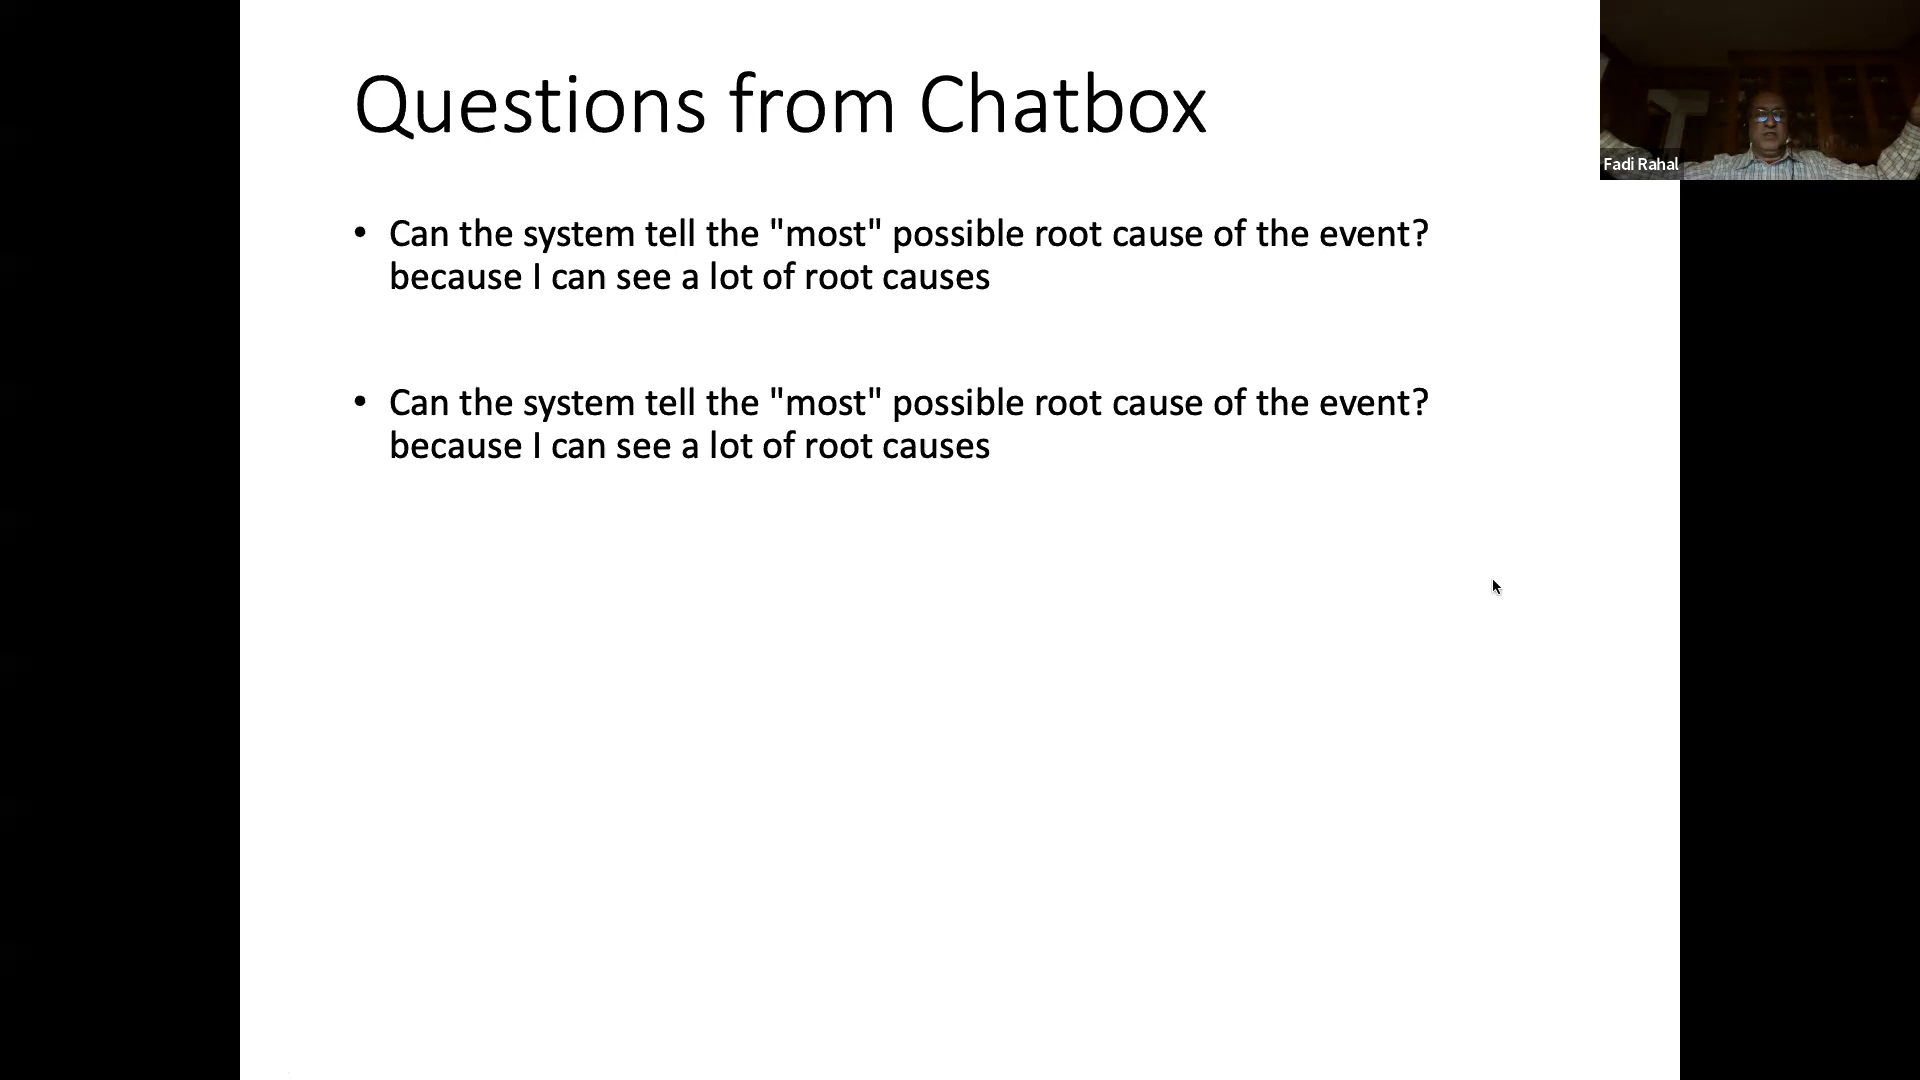 Questions from Chatbox
Fadi Rahal
• Can the system tell the "most" possible root cause of the event?
because I can see a lot of root causes
• Can the system tell the "most" possible root cause of the event?
because I can see a lot of root causes